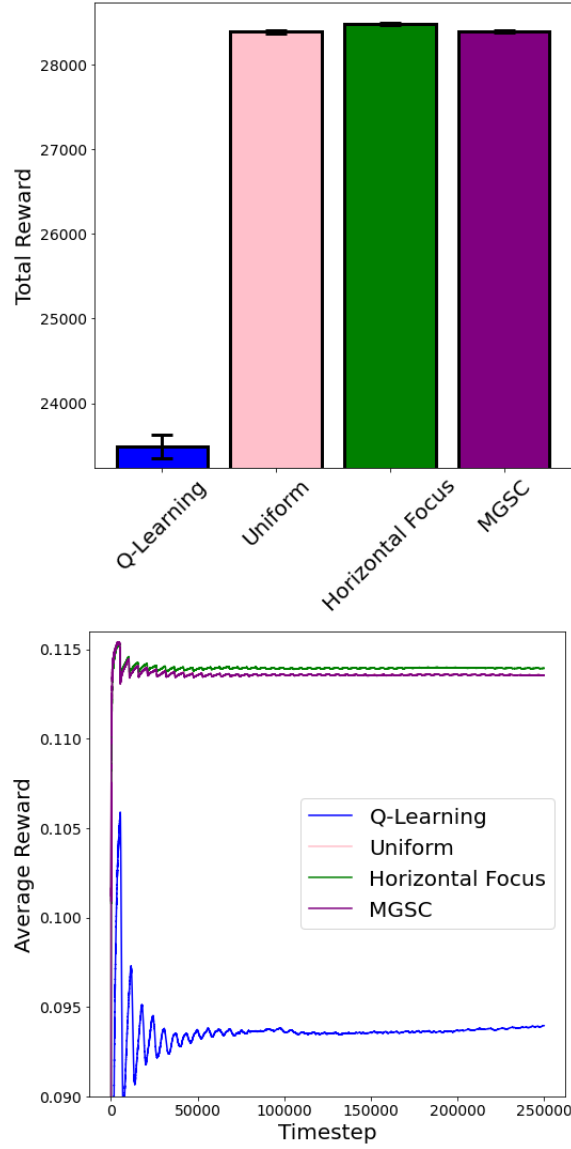 Total Reward
28000
27000
26000
25000
24000
Q-Learning
Uniform
Horizontal Focus
MGSC
Average Reward
0.115
0.110
0.105
0.100
0.095
0.090
Q-Learning
Uniform
Horizontal Focus
MGSC
0
50000
100000
150000
200000
250000
Timestep